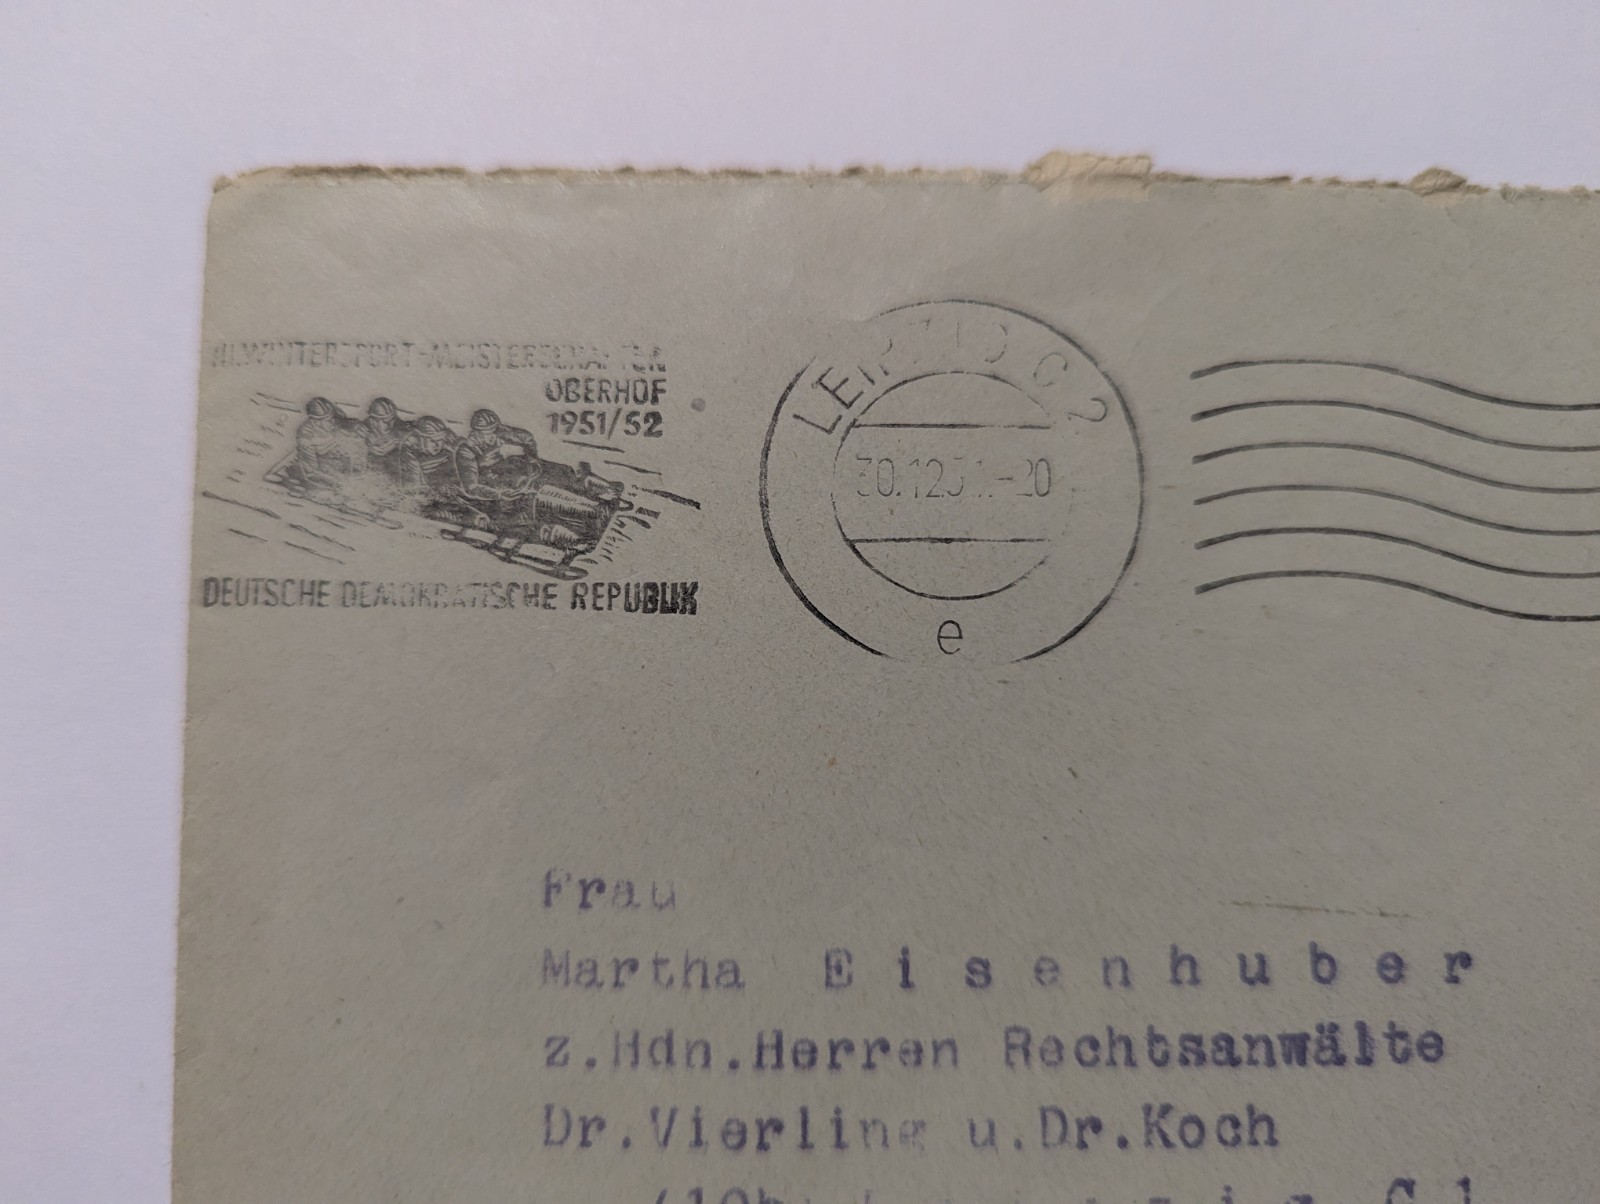 III. WINTERSPORT-MEISTERSCHAFTEN
OBERHOF
1951/52
DEUTSCHE DEMOKRATISCHE REPUBLIK
LEIPZIG C 2
30.12.51.-20
e
Frau
Martha Eisenhuber
z.Hdn.Herren Rechtsanwälte
Dr.Vierling u.Dr.Koch